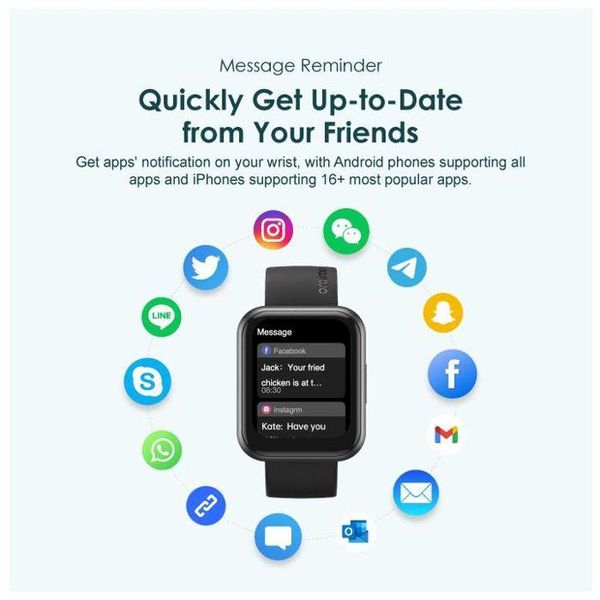 Message Reminder
Quickly Get Up-to-Date
from Your Friends
Get apps' notification on your wrist, with Android phones supporting all
apps and iPhones supporting 16+ most popular apps.
LINE
Message
Facebook
Jack: Your fried
chicken is at t...
08:30
Instagrm
Kate: Have you